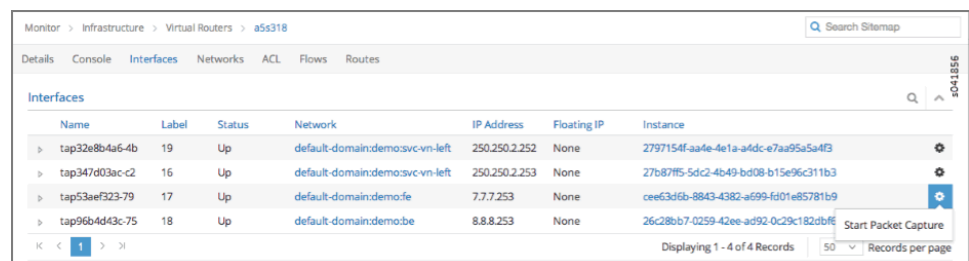 Monitor > Infrastructure > Virtual Routers > a5s318
Search Sitemap
Details Console Interfaces Networks ACL Flows Routes
s041856
Interfaces
Name Label Status Network IP Address Floating IP Instance
tap32e8b4a6-4b 19 Up default-domain:demo:svc-vn-left 250.250.2.252 None 2797154f-aa4e-4e1a-a4dc-e7aa95a5a4f3
tap347d03ac-c2 16 Up default-domain:demo:svc-vn-left 250.250.2.253 None 27b87ff5-5dc2-4b49-bd08-b15e96c311b3
tap53aef323-79 17 Up default-domain:demo:fe 7.7.7.253 None cee63d6b-8843-4382-a699-fd01e85781b9
tap96b4d43c-75 18 Up default-domain:demo:be 8.8.8.253 None 26c28bb7-0259-42ee-ad92-0c29c182dbf6
Start Packet Capture
1
Displaying 1 - 4 of 4 Records 50 Records per page